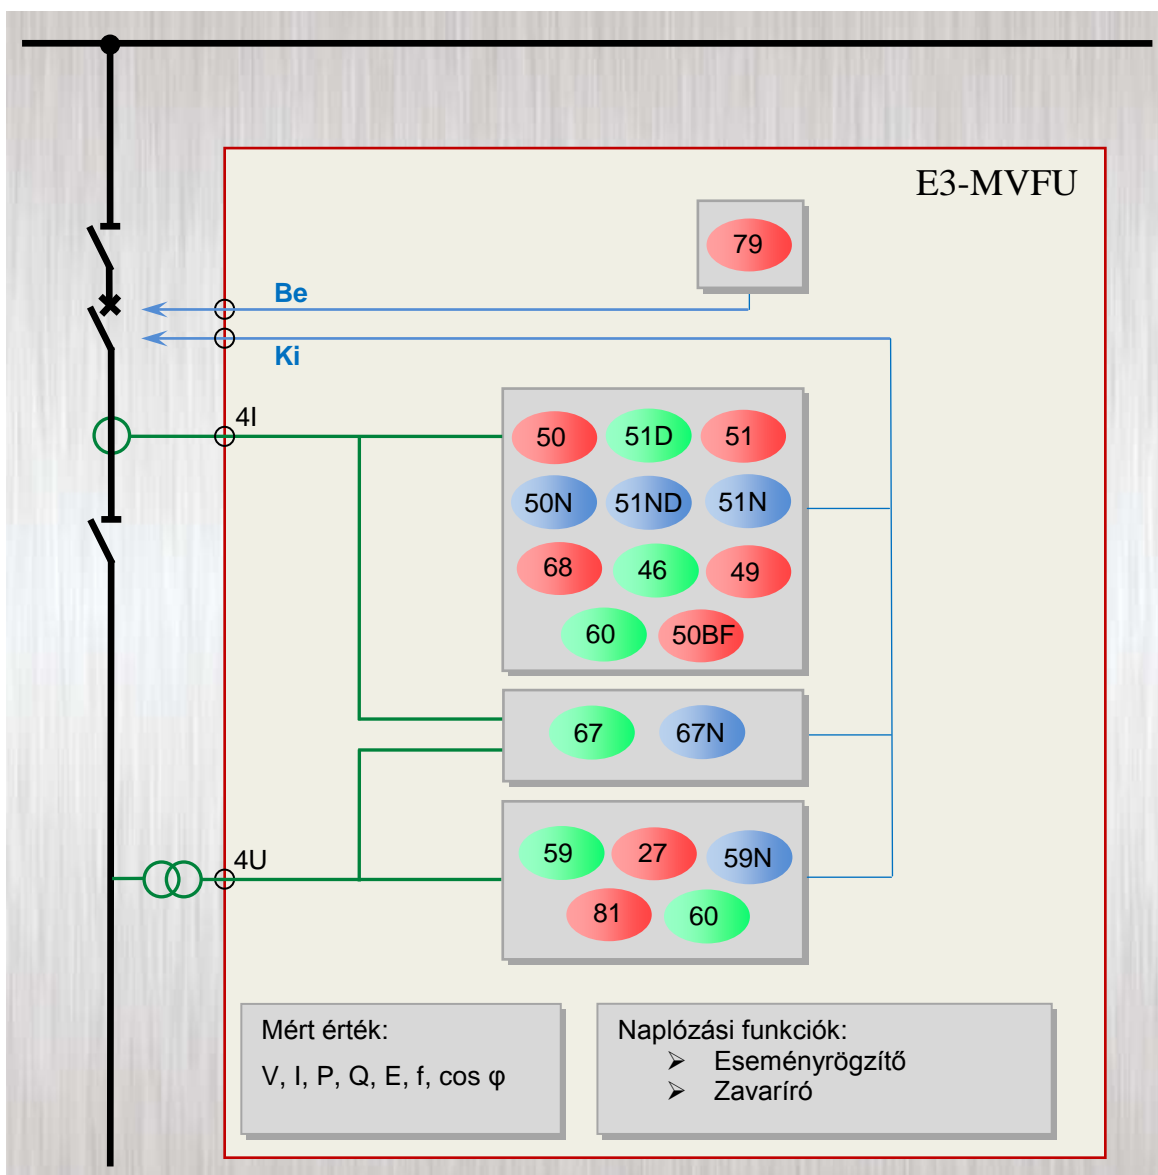 E3-MVFU
79
Be
Ki
4I
50 51D 51
50N 51ND 51N
68 46 49
60 50BF
67 67N
4U
59 27 59N
81 60
Mért érték:
V, I, P, Q, E, f, cos φ
Naplózási funkciók:
➢ Eseményrögzítő
➢ Zavaríró